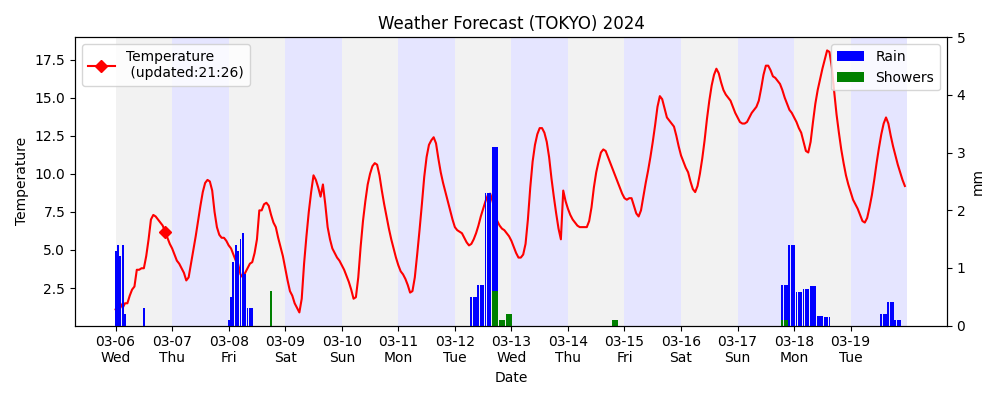 Weather Forecast (TOKYO) 2024
Temperature
(updated:21:26)
Rain
Showers
Temperature
17.5
15.0
12.5
10.0
7.5
5.0
2.5
5
4
3
2
1
0
mm
03-06 03-07 03-08 03-09 03-10 03-11 03-12 03-13 03-14 03-15 03-16 03-17 03-18 03-19
Wed Thu Fri Sat Sun Mon Tue Wed Thu Fri Sat Sun Mon Tue
Date